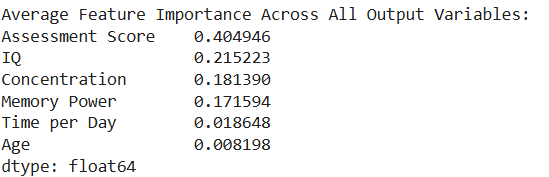 Average Feature Importance Across All Output Variables:
Assessment Score    0.404946
IQ                  0.215223
Concentration       0.181390
Memory Power        0.171594
Time per Day        0.018648
Age                 0.008198
dtype: float64